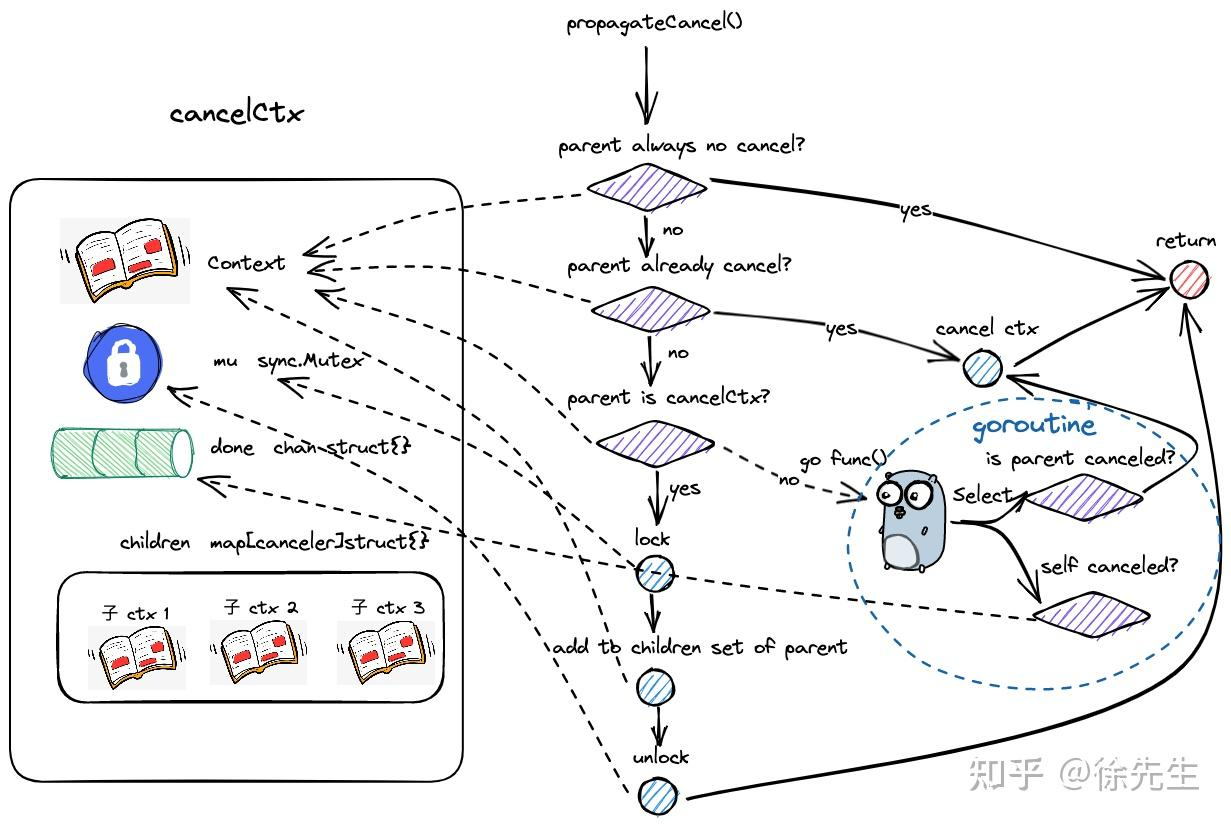 propagateCancel()
cancelCtx
parent always no cancel?
yes
no
return
Context
parent already cancel?
yes
cancel ctx
no
mu sync.Mutex
parent is cancelCtx?
goroutine
done chan struct{}
go func()
is parent canceled?
no
Select
yes
lock
children map[canceler]struct{}
self canceled?
子 ctx 1
子 ctx 2
子 ctx 3
add to children set of parent
unlock
知乎 @徐先生